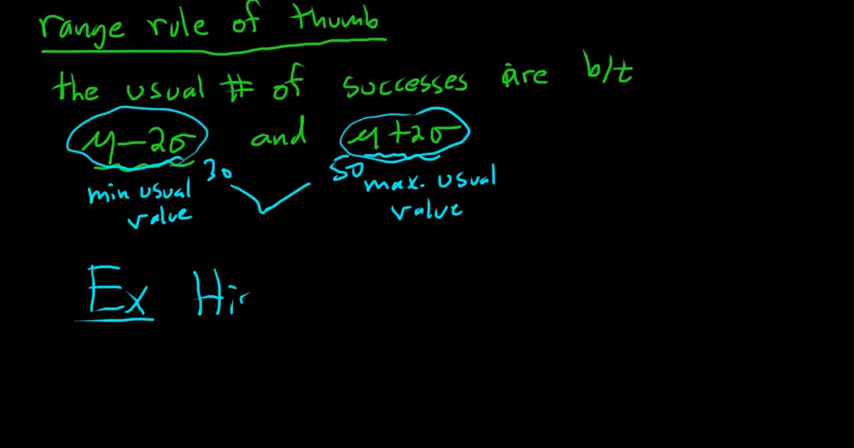 range rule of thumb
the usual # of successes are b/t
μ-2σ and μ+2σ
30 50
min usual max. usual
value value
Ex Hi